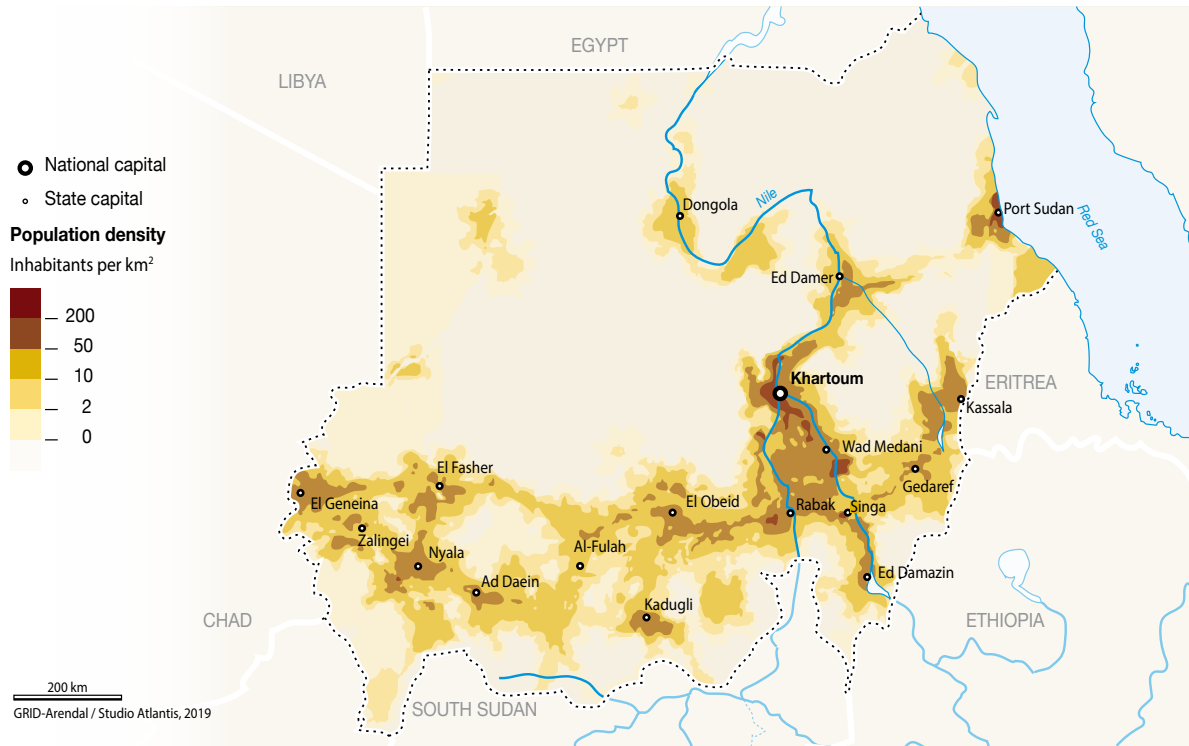 EGYPT
LIBYA
National capital
State capital
Population density
Inhabitants per km²
200
50
10
2
0
Nile
Dongola
Port Sudan
Red Sea
Ed Damer
Khartoum
ERITREA
Kassala
Wad Medani
Gedaref
El Fasher
El Geneina
El Obeid
Rabak
Singa
Zalingei
Nyala
Al-Fulah
Ad Daein
Ed Damazin
Kadugli
CHAD
ETHIOPIA
200 km
SOUTH SUDAN
GRID-Arendal / Studio Atlantis, 2019